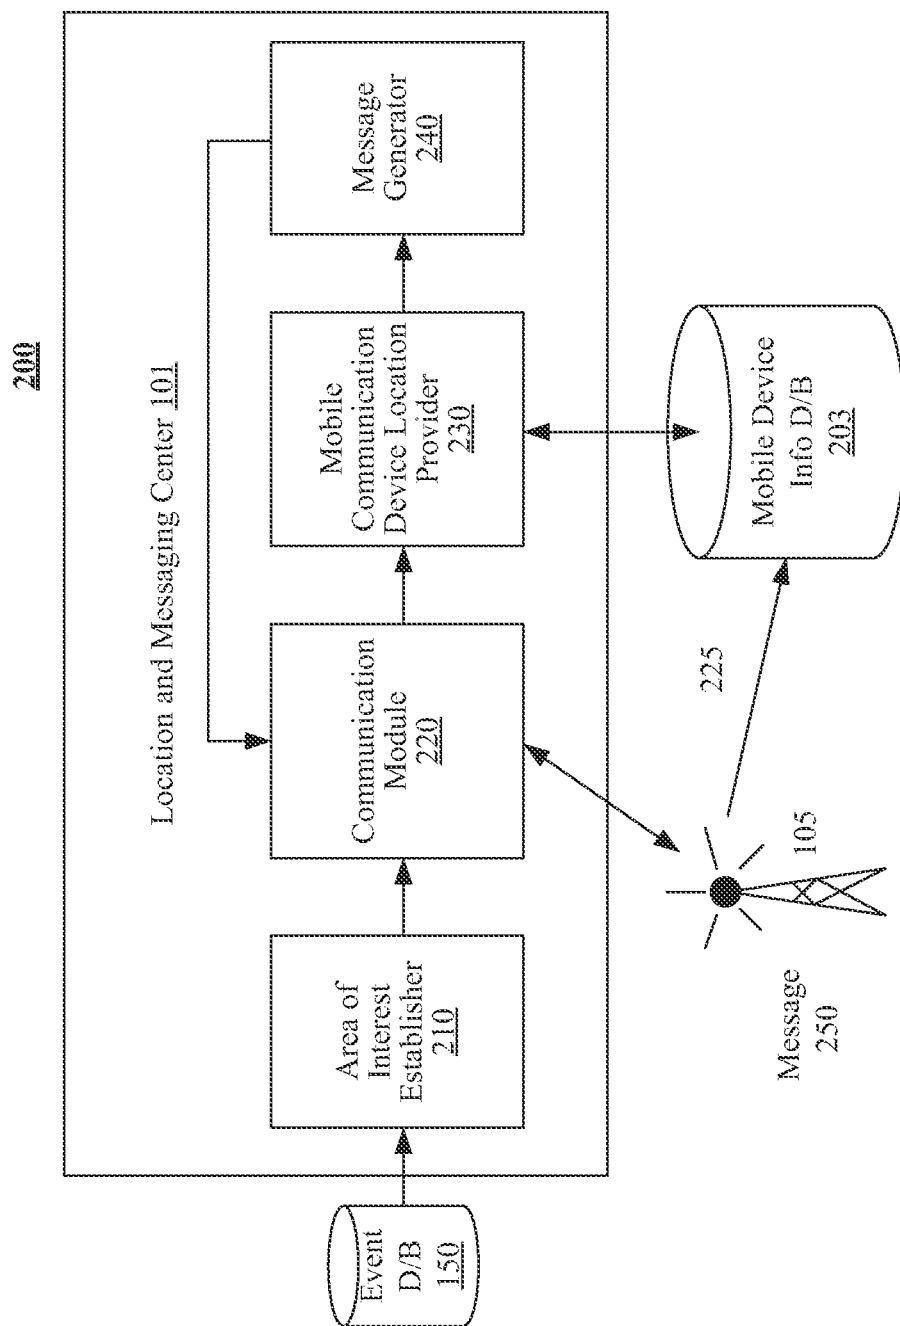 200
Location and Messaging Center 101
Event
D/B
150
Area of
Interest
Establisher
210
Communication
Module
220
Mobile
Communication
Device Location
Provider
230
Message
Generator
240
Message
250
105
225
Mobile Device
Info D/B
203